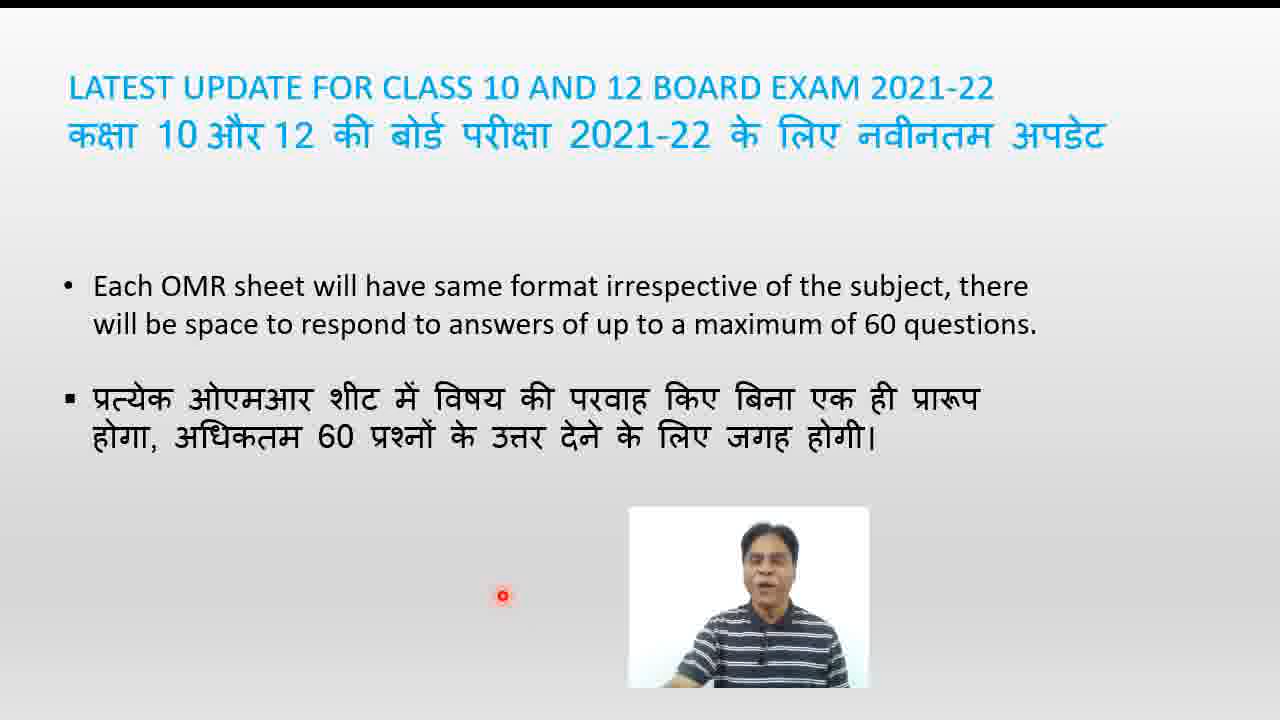 LATEST UPDATE FOR CLASS 10 AND 12 BOARD EXAM 2021-22
कक्षा 10 और 12 की बोर्ड परीक्षा 2021-22 के लिए नवीनतम अपडेट
• Each OMR sheet will have same format irrespective of the subject, there
will be space to respond to answers of up to a maximum of 60 questions.
▪ प्रत्येक ओएमआर शीट में विषय की परवाह किए बिना एक ही प्रारूप
होगा, अधिकतम 60 प्रश्नों के उत्तर देने के लिए जगह होगी।